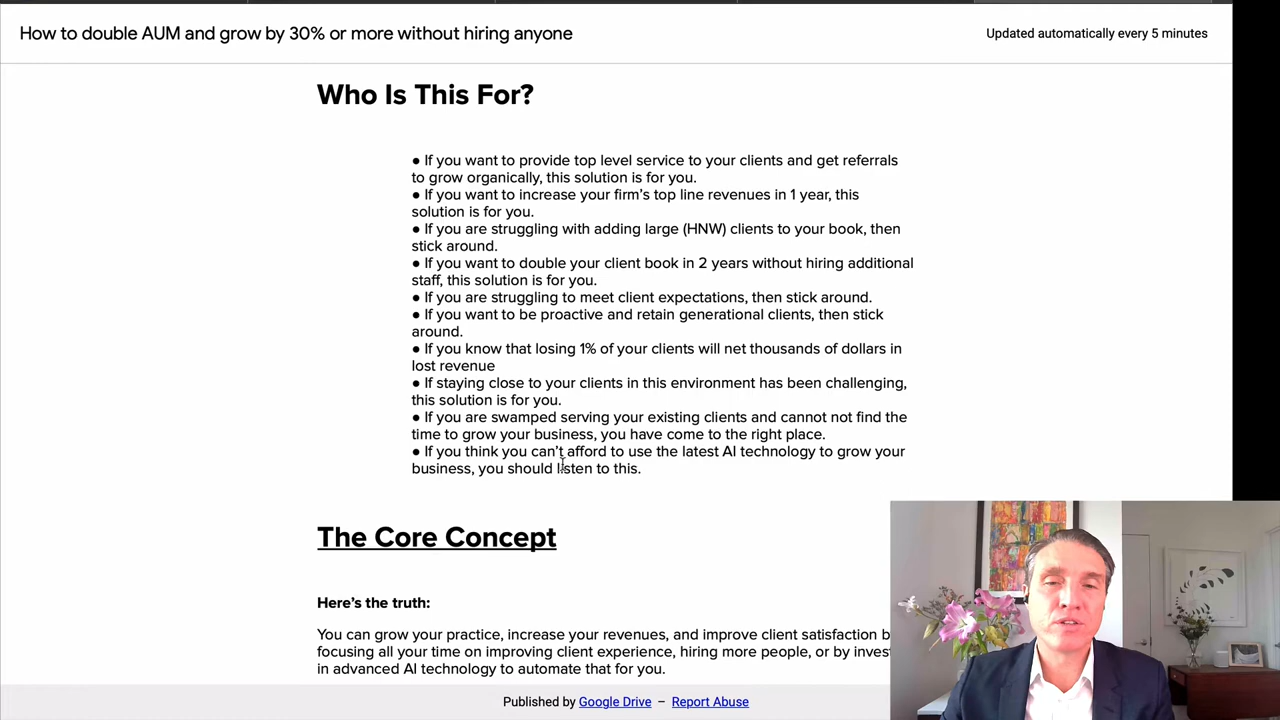 How to double AUM and grow by 30% or more without hiring anyone
Updated automatically every 5 minutes
Who Is This For?
● If you want to provide top level service to your clients and get referrals
to grow organically, this solution is for you.
● If you want to increase your firm's top line revenues in 1 year, this
solution is for you.
● If you are struggling with adding large (HNW) clients to your book, then
stick around.
● If you want to double your client book in 2 years without hiring additional
staff, this solution is for you.
● If you are struggling to meet client expectations, then stick around.
● If you want to be proactive and retain generational clients, then stick
around.
● If you know that losing 1% of your clients will net thousands of dollars in
lost revenue
● If staying close to your clients in this environment has been challenging,
this solution is for you.
● If you are swamped serving your existing clients and cannot not find the
time to grow your business, you have come to the right place.
● If you think you can't afford to use the latest AI technology to grow your
business, you should listen to this.
The Core Concept
Here's the truth:
You can grow your practice, increase your revenues, and improve client satisfaction
focusing all your time on improving client experience, hiring more people, or by
in advanced AI technology to automate that for you.
Published by Google Drive – Report Abuse